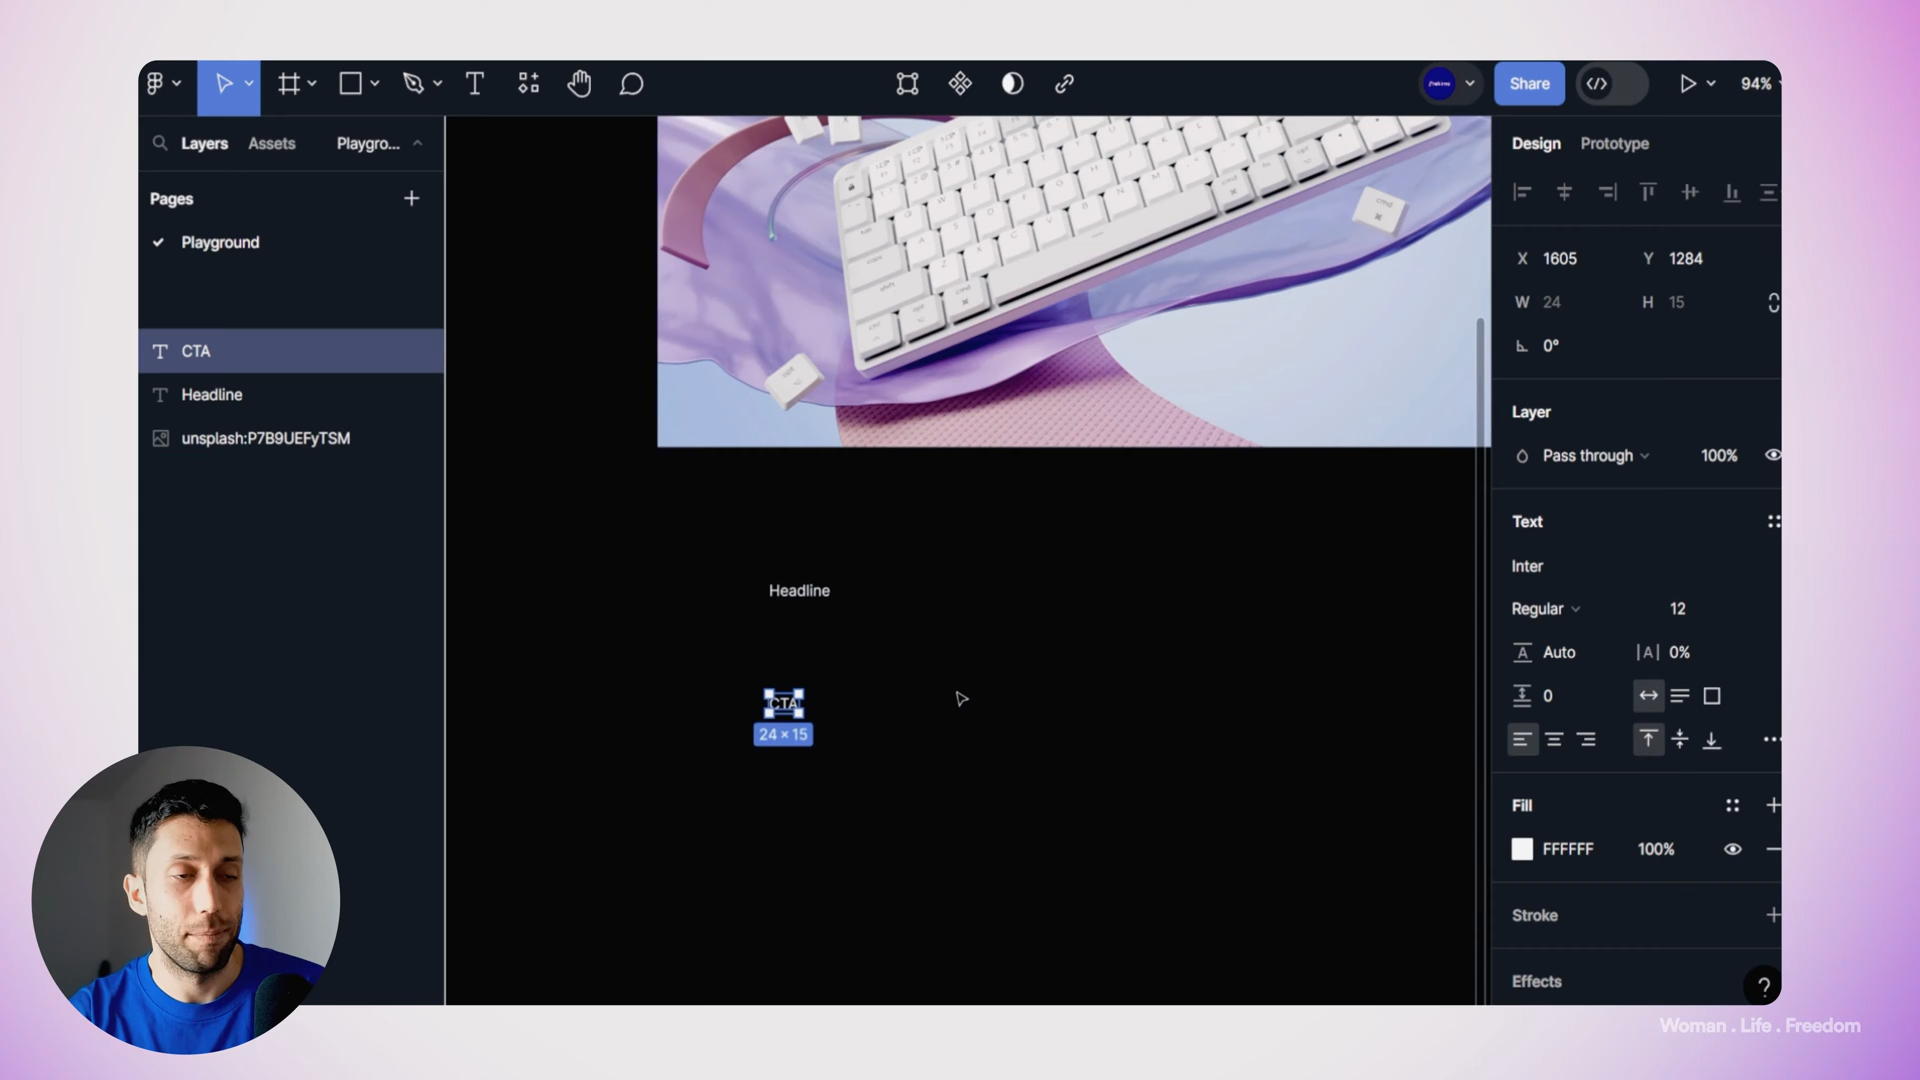 Share
94%
Layers
Assets
Playgro...
Pages
Playground
CTA
Headline
unsplash:P7B9UEFyTSM
Headline
CTA
24 × 15
Design
Prototype
X 1605
Y 1284
W 24
H 15
0°
Layer
Pass through
100%
Text
Inter
Regular
12
Auto
|A| 0%
0
Fill
FFFFFF
100%
Stroke
Effects
?
Woman . Life . Freedom